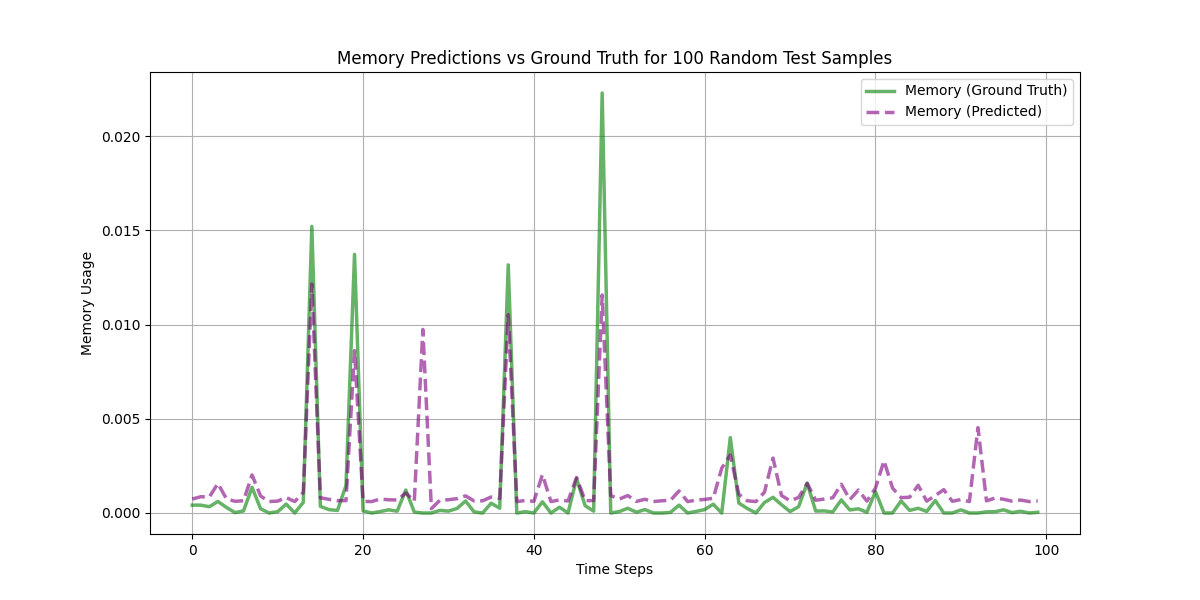 Memory Predictions vs Ground Truth for 100 Random Test Samples
Memory (Ground Truth)
Memory (Predicted)
Memory Usage
0.020
0.015
0.010
0.005
0.000
0 20 40 60 80 100
Time Steps